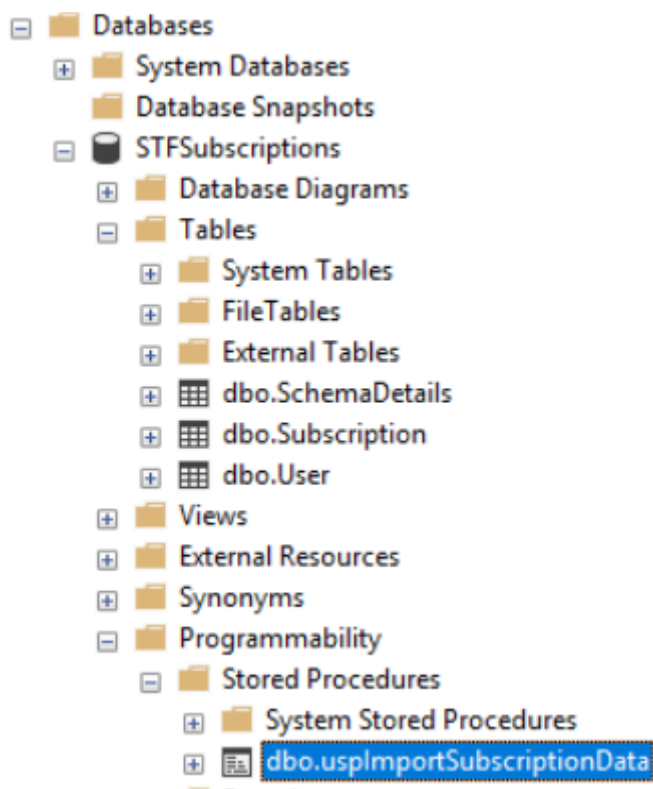 Databases
System Databases
Database Snapshots
STFSubscriptions
Database Diagrams
Tables
System Tables
FileTables
External Tables
dbo.SchemaDetails
dbo.Subscription
dbo.User
Views
External Resources
Synonyms
Programmability
Stored Procedures
System Stored Procedures
dbo.uspImportSubscriptionData